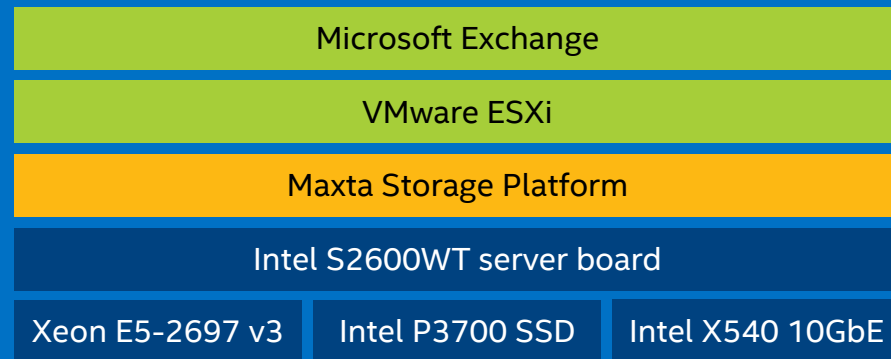 Microsoft Exchange
VMware ESXi
Maxta Storage Platform
Intel S2600WT server board
Xeon E5-2697 v3
Intel P3700 SSD
Intel X540 10GbE